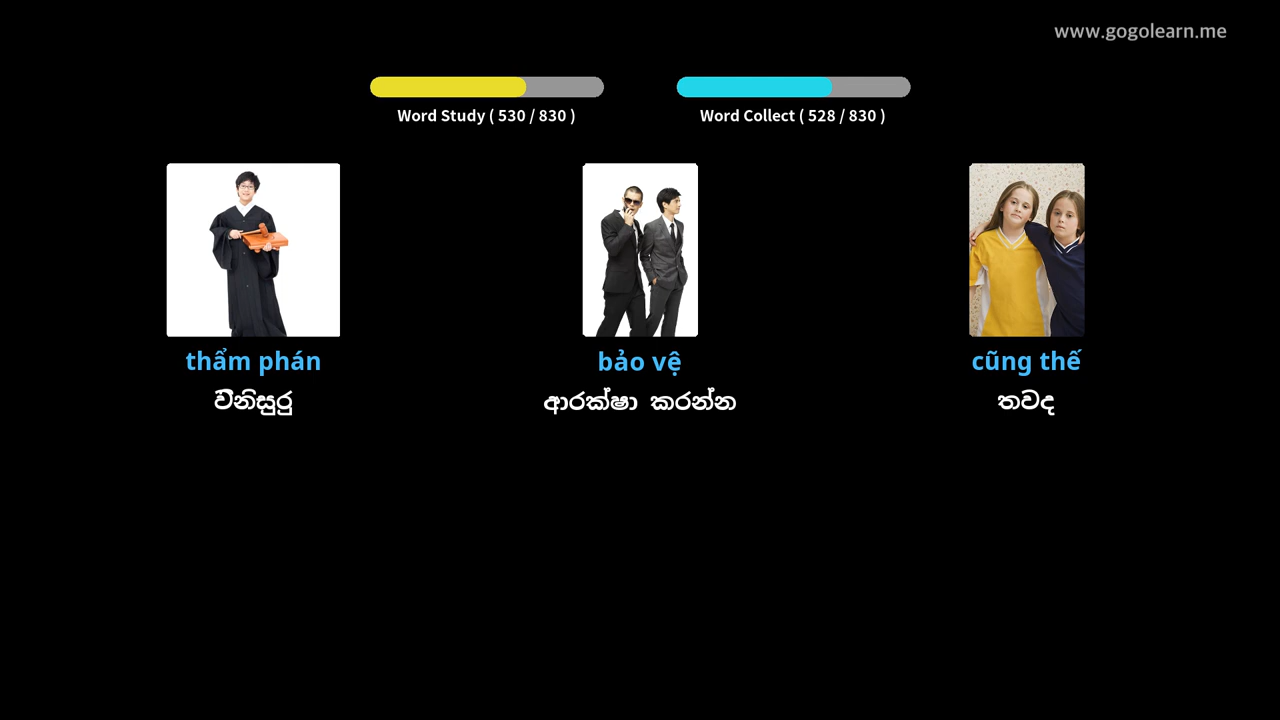 www.gogolearn.me
Word Study ( 530 / 830 )
Word Collect ( 528 / 830 )
thẩm phán
bảo vệ
cũng thế
විනිසුරු
ආරක්ෂා කරන්න
තවද